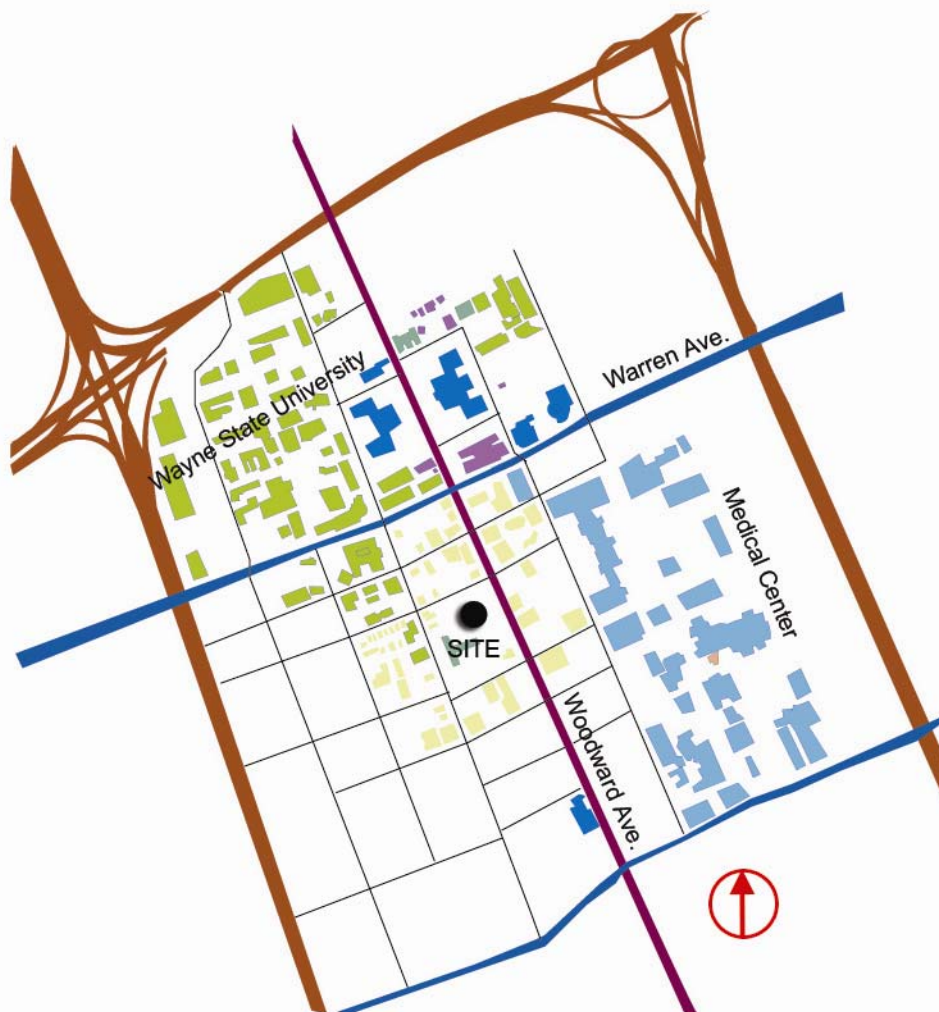 Warren Ave.
Wayne State University
Medical Center
SITE
Woodward Ave.